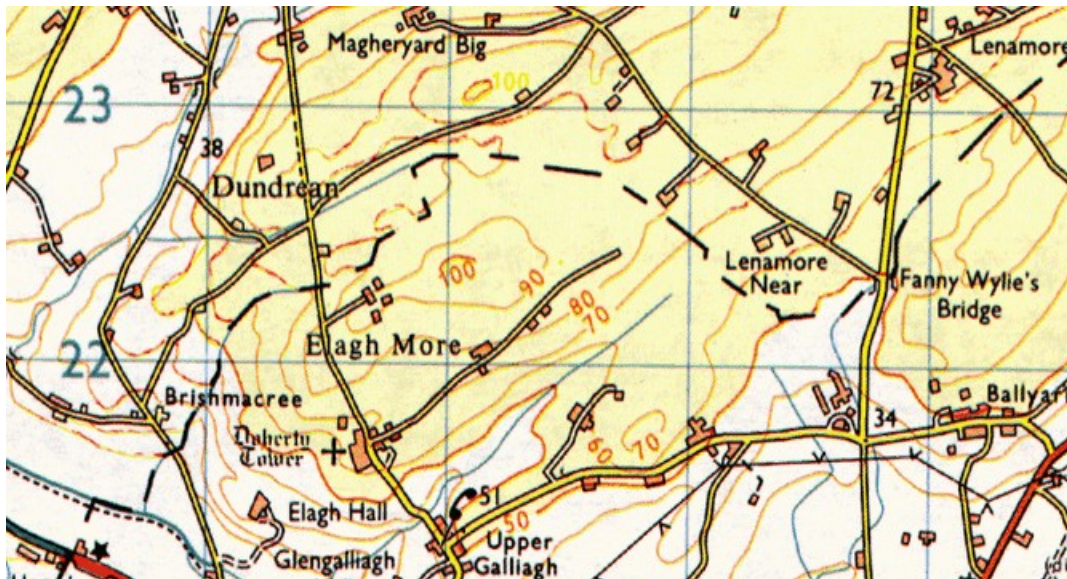 Magheryard Big
100
Lenamore
72
23
38
Dundrean
100
90
80
70
Lenamore
Near
Fanny Wylie's
Bridge
22
Elagh More
Brishmacree
Doherty
Tower
34
60
70
51
50
Elagh Hall
Upper
Galliagh
Glengalliagh